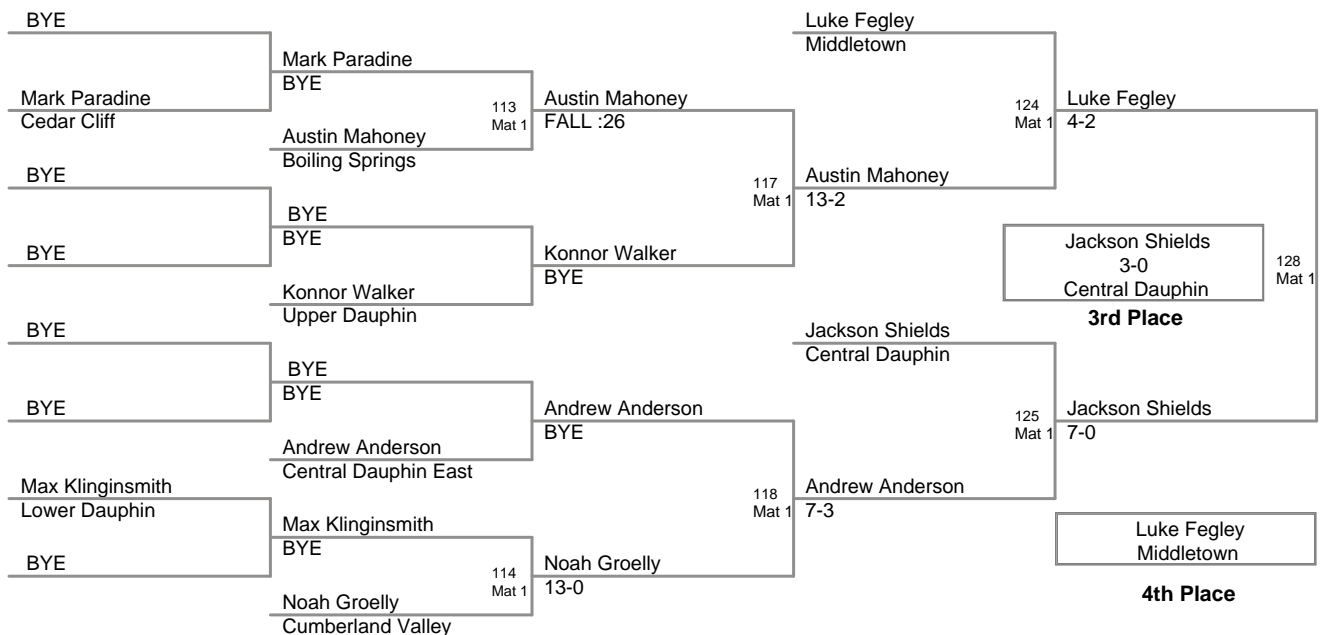 BYE
Mark Paradine
BYE
Mark Paradine
Cedar Cliff
113
Mat 1
Austin Mahoney
FALL :26
Austin Mahoney
Boiling Springs
BYE
BYE
BYE
BYE
Konnor Walker
BYE
Konnor Walker
Upper Dauphin
117
Mat 1
Austin Mahoney
13-2
Luke Fegley
Middletown
124
Mat 1
Luke Fegley
4-2
Jackson Shields
3-0
Central Dauphin
3rd Place
128
Mat 1
BYE
BYE
BYE
BYE
Andrew Anderson
BYE
Andrew Anderson
Central Dauphin East
Max Klinginsmith
Lower Dauphin
Max Klinginsmith
BYE
BYE
114
Mat 1
Noah Groelly
13-0
Noah Groelly
Cumberland Valley
118
Mat 1
Andrew Anderson
7-3
Jackson Shields
Central Dauphin
125
Mat 1
Jackson Shields
7-0
Luke Fegley
Middletown
4th Place